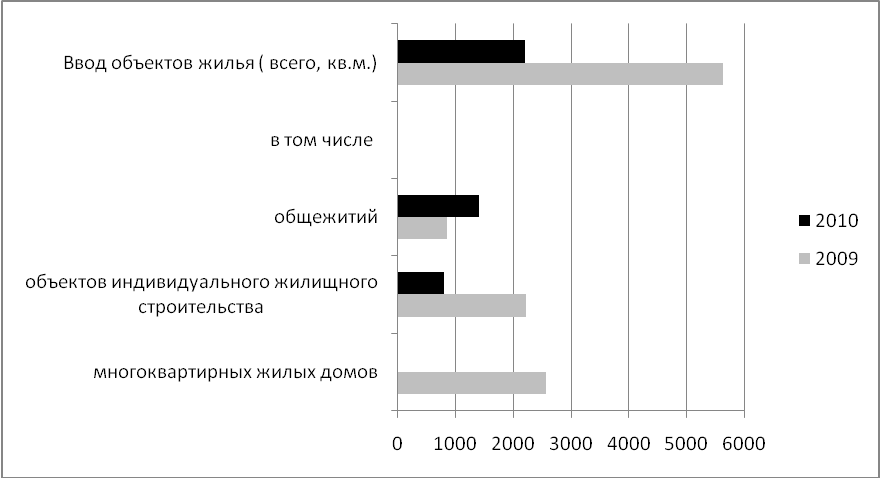 Ввод объектов жилья ( всего, кв.м.)
в том числе
общежитий
объектов индивидуального жилищного
строительства
многоквартирных жилых домов
2010
2009
0 1000 2000 3000 4000 5000 6000